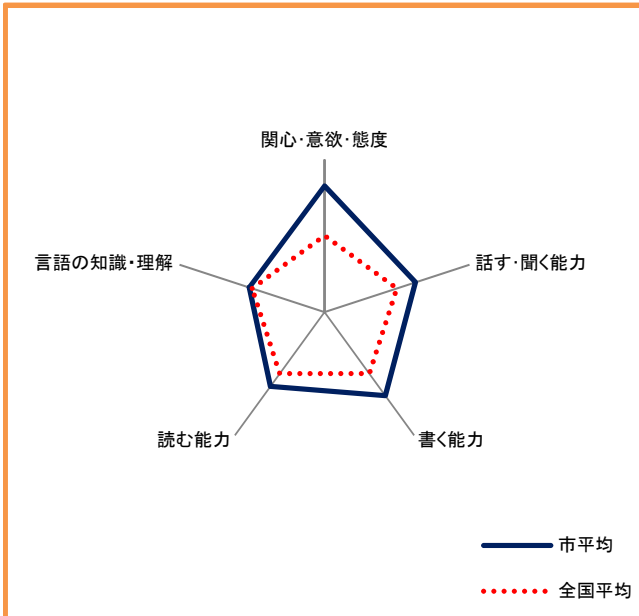 関心・意欲・態度
言語の知識・理解
話す・聞く能力
読む能力
書く能力
市平均
全国平均